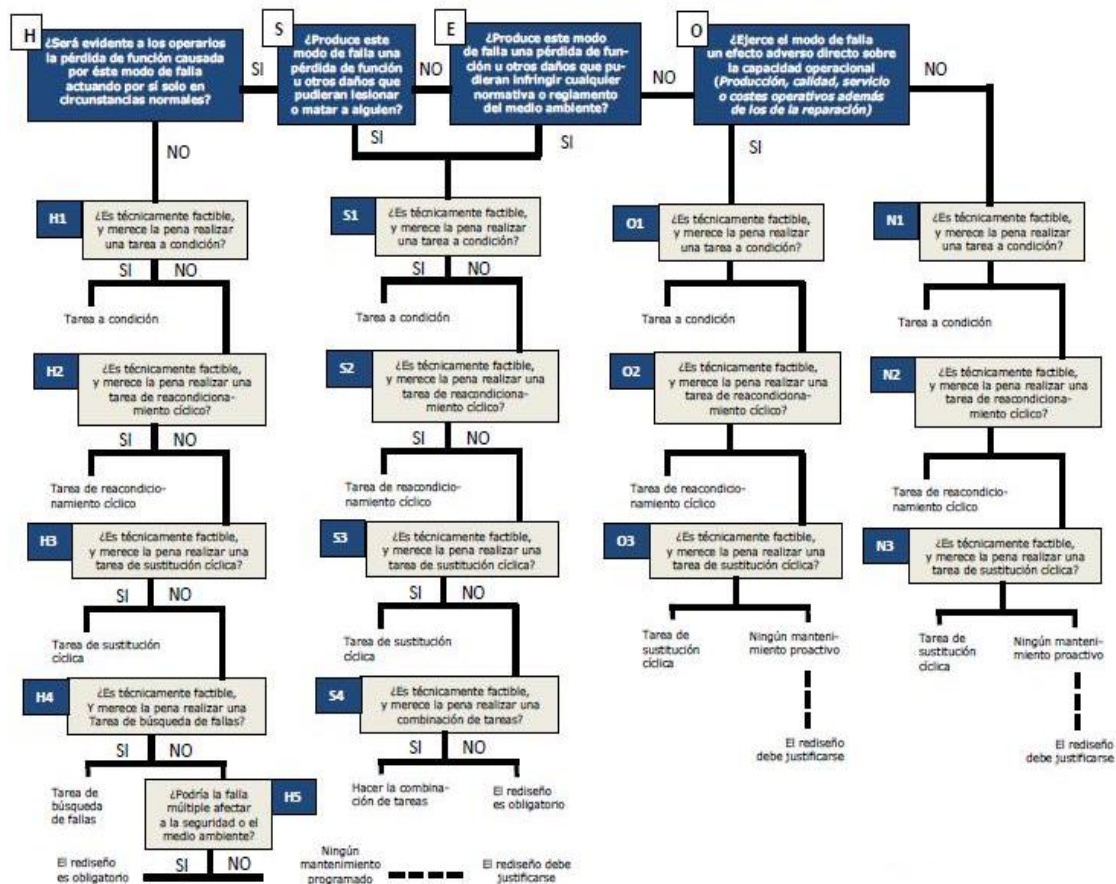 H
¿Será evidente a los operarios
la pérdida de función causada
por éste modo de falla
actuando por sí solo en
circunstancias normales?
SI
NO
S
¿Produce este
modo de falla una
pérdida de función
u otros daños que
pudieran lesionar
o matar a alguien?
NO
SI
E
¿Produce este modo
de falla una pérdida de fun-
ción u otros daños que pu-
dieran infringir cualquier
normativa o reglamento
del medio ambiente?
NO
SI
O
¿Ejerce el modo de falla
un efecto adverso directo sobre
la capacidad operacional
(Producción, calidad, servicio
o costes operativos además
de los de la reparación)
NO
SI
H1
¿Es técnicamente factible,
y merece la pena realizar
una tarea a condición?
SI NO
Tarea a condición
H2
¿Es técnicamente factible,
y merece la pena realizar una
tarea de reacondiciona-
miento cíclico?
SI NO
Tarea de reacondicio-
namiento cíclico
H3
¿Es técnicamente factible,
y merece la pena realizar una
tarea de sustitución cíclica?
SI NO
Tarea de sustitución
cíclica
H4
¿Es técnicamente factible,
Y merece la pena realizar una
Tarea de búsqueda de fallas?
SI NO
Tarea de
búsqueda
de fallas
H5
¿Podría la falla
múltiple afectar
a la seguridad o el
medio ambiente?
SI NO
El rediseño
es obligatorio
Ningún
mantenimiento
programado
El rediseño debe
justificarse
S1
¿Es técnicamente factible,
y merece la pena realizar
una tarea a condición?
SI NO
Tarea a condición
S2
¿Es técnicamente factible,
y merece la pena realizar una
tarea de reacondiciona-
miento cíclico?
SI NO
Tarea de reacondicio-
namiento cíclico
S3
¿Es técnicamente factible,
y merece la pena realizar una
tarea de sustitución cíclica?
SI NO
Tarea de sustitución
cíclica
S4
¿Es técnicamente factible,
y merece la pena realizar una
combinación de tareas?
SI NO
Hacer la combina-
ción de tareas
El rediseño
es obligatorio
O1
¿Es técnicamente factible,
y merece la pena realizar
una tarea a condición?
Tarea a condición
O2
¿Es técnicamente factible,
y merece la pena realizar una
tarea de reacondiciona-
miento cíclico?
Tarea de reacondicio-
namiento cíclico
O3
¿Es técnicamente factible,
y merece la pena realizar una
tarea de sustitución cíclica?
Tarea de
sustitución
cíclica
Ningún manteni-
miento proactivo
El rediseño
debe justificarse
N1
¿Es técnicamente factible,
y merece la pena realizar
una tarea a condición?
Tarea a condición
N2
¿Es técnicamente factible,
y merece la pena realizar una
tarea de reacondiciona-
miento cíclico?
Tarea de reacondicio-
namiento cíclico
N3
¿Es técnicamente factible,
y merece la pena realizar una
tarea de sustitución cíclica?
Tarea de
sustitución
cíclica
Ningún manteni-
miento proactivo
El rediseño
debe justificarse